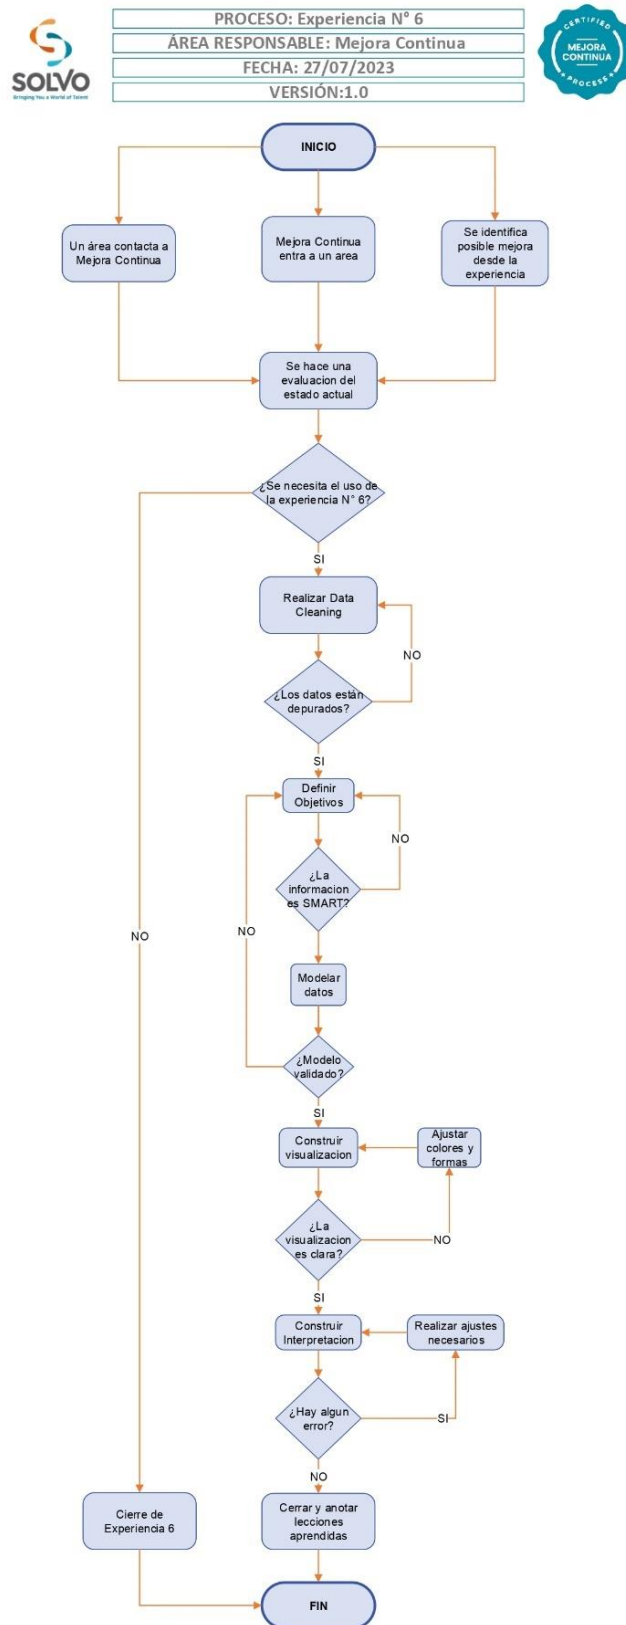 SOLVO
Bringing You a World of Talent
PROCESO: Experiencia N° 6
ÁREA RESPONSABLE: Mejora Continua
FECHA: 27/07/2023
VERSIÓN:1.0
CERTIFIED
MEJORA
CONTINUA
PROCESS
INICIO
Un área contacta a
Mejora Continua
Mejora Continua
entra a un area
Se identifica
posible mejora
desde la
experiencia
Se hace una
evaluacion del
estado actual
¿Se necesita el uso de
la experiencia N° 6?
SI
Realizar Data
Cleaning
NO
¿Los datos están
depurados?
SI
Definir
Objetivos
NO
¿La
informacion
es SMART?
NO
NO
Modelar
datos
¿Modelo
validado?
SI
Construir
visualizacion
Ajustar
colores y
formas
¿La
visualizacion
es clara?
NO
SI
Construir
Interpretacion
Realizar ajustes
necesarios
¿Hay algun
error?
SI
NO
Cierre de
Experiencia 6
Cerrar y anotar
lecciones
aprendidas
FIN